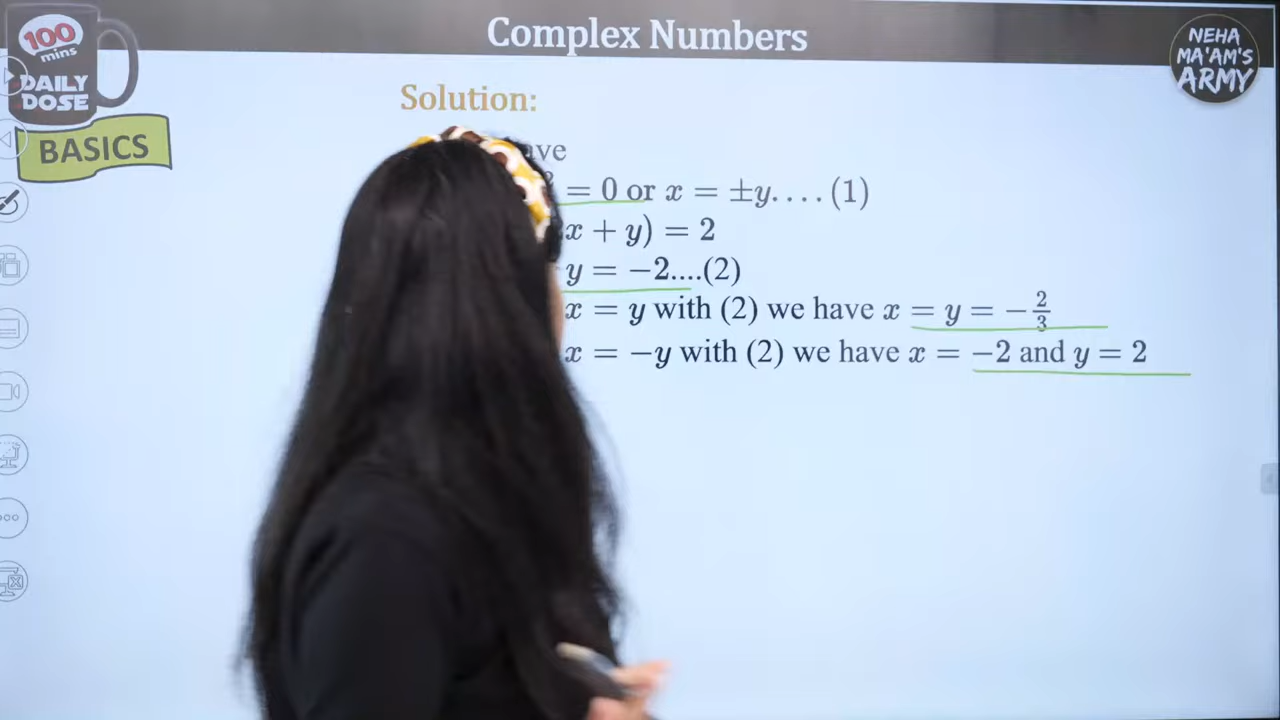 Complex Numbers
100
mins
DAILY
DOSE
BASICS
NEHA
MA'AM'S
ARMY
Solution:
= 0 or x = ±y.... (1)
x + y) = 2
y = −2....(2)
x = y with (2) we have x = y = −2/3
x = −y with (2) we have x = −2 and y = 2